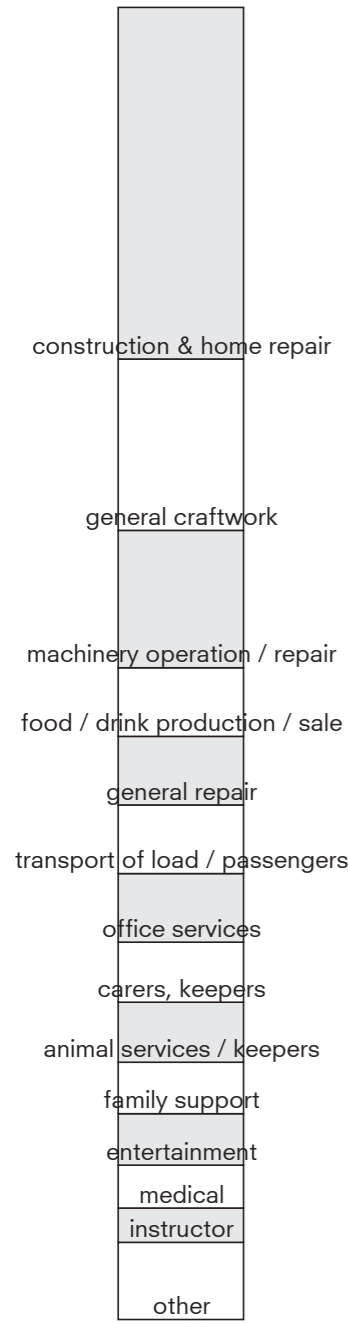 construction & home repair
general craftwork
machinery operation / repair
food / drink production / sale
general repair
transport of load / passengers
office services
carers, keepers
animal services / keepers
family support
entertainment
medical
instructor
other